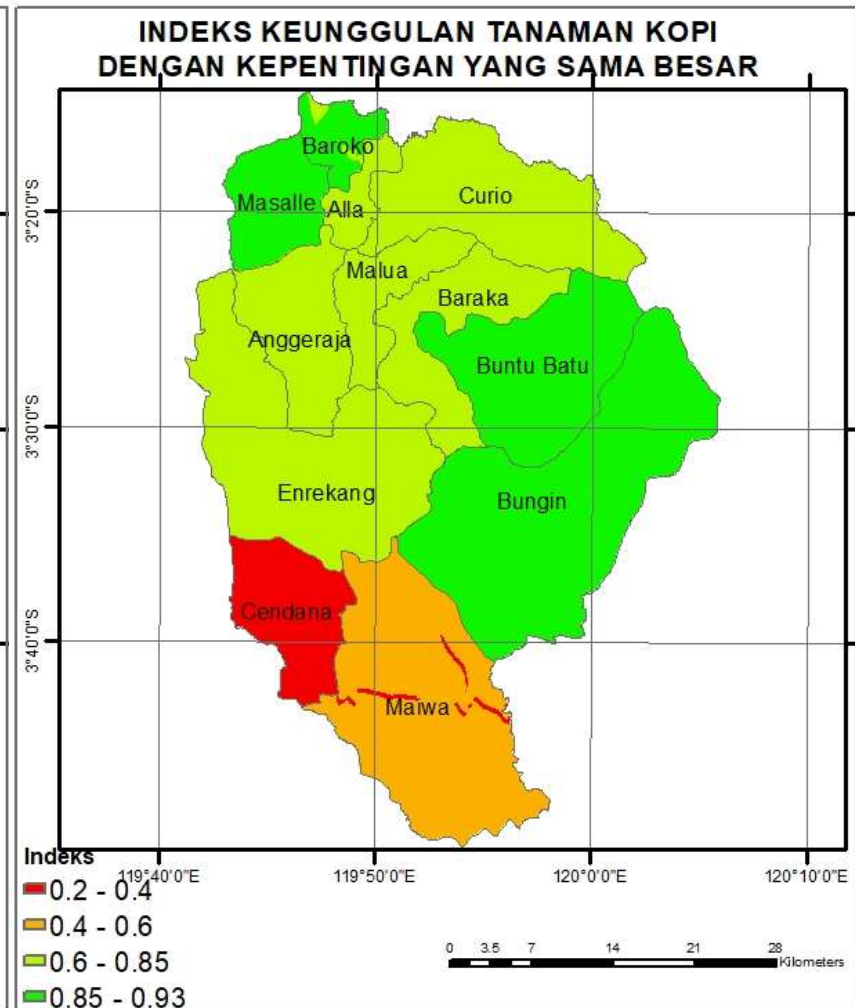 INDEKS KEUNGGULAN TANAMAN KOPI
DENGAN KEPENTINGAN YANG SAMA BESAR
Baroko
Curio
Masalle
Alla
3°20'0"S
Malua
Baraka
Anggeraja
Buntu Batu
3°30'0"S
Enrekang
Bungin
Cendana
3°40'0"S
Maiwa
Indeks
119°40'0"E 119°50'0"E 120°0'0"E 120°10'0"E
0.2 - 0.4
0.4 - 0.6
0.6 - 0.85
0.85 - 0.93
0 3.5 7 14 21 28
Kilometers